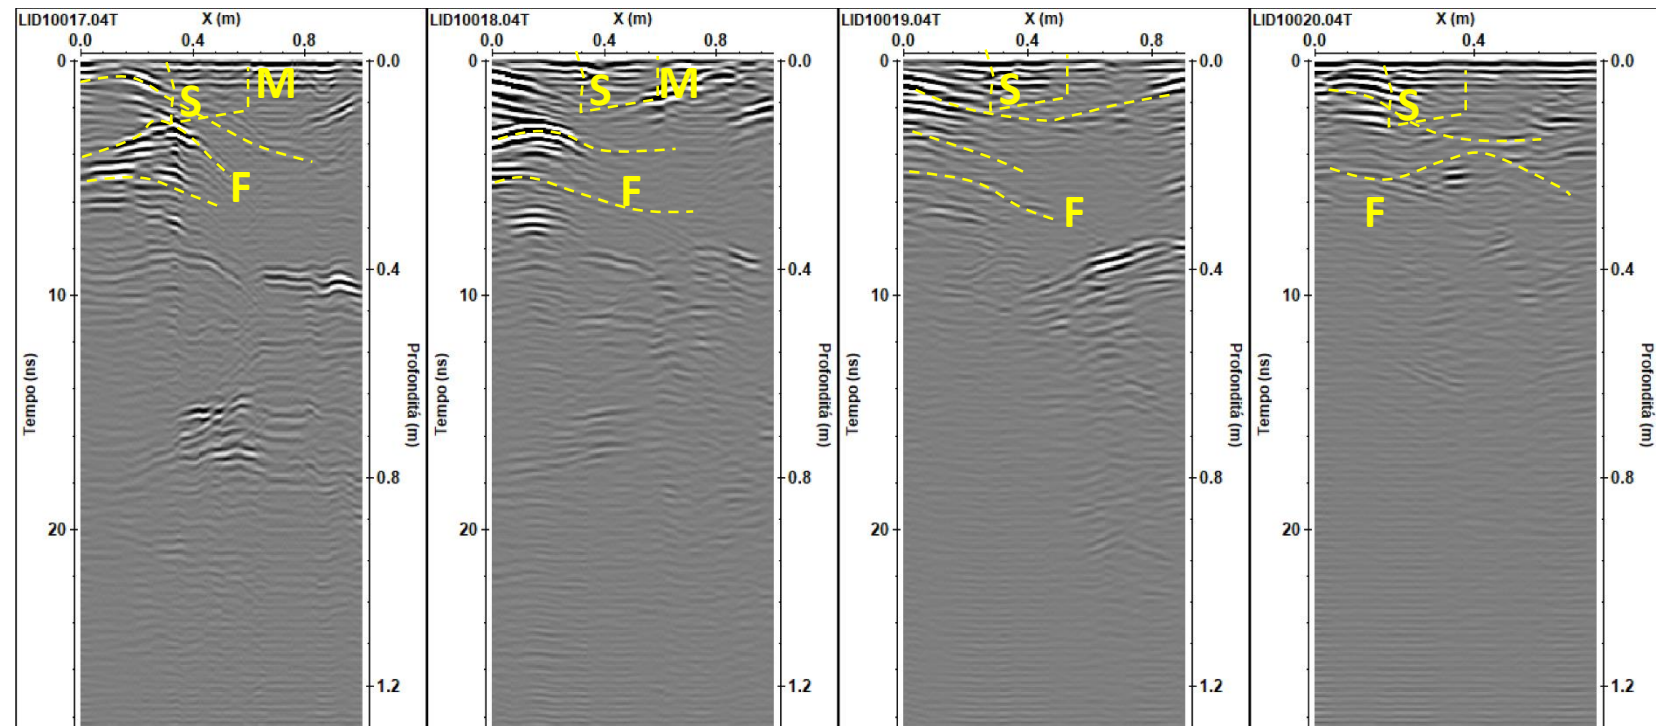 LID10017.04T X (m)
0.0 0.4 0.8
0 0.0
S M
F
0.4
10
Tempo (ns)
Profonditá (m)
0.8
20
1.2
LID10018.04T X (m)
0.0 0.4 0.8
0 0.0
S M
F
0.4
10
Tempo (ns)
Profonditá (m)
0.8
20
1.2
LID10019.04T X (m)
0.0 0.4 0.8
0 0.0
S
F
0.4
10
Tempo (ns)
Profonditá (m)
0.8
20
1.2
LID10020.04T X (m)
0.0 0.4
0 0.0
S
F
0.4
10
Tempo (ns)
Profonditá (m)
0.8
20
1.2